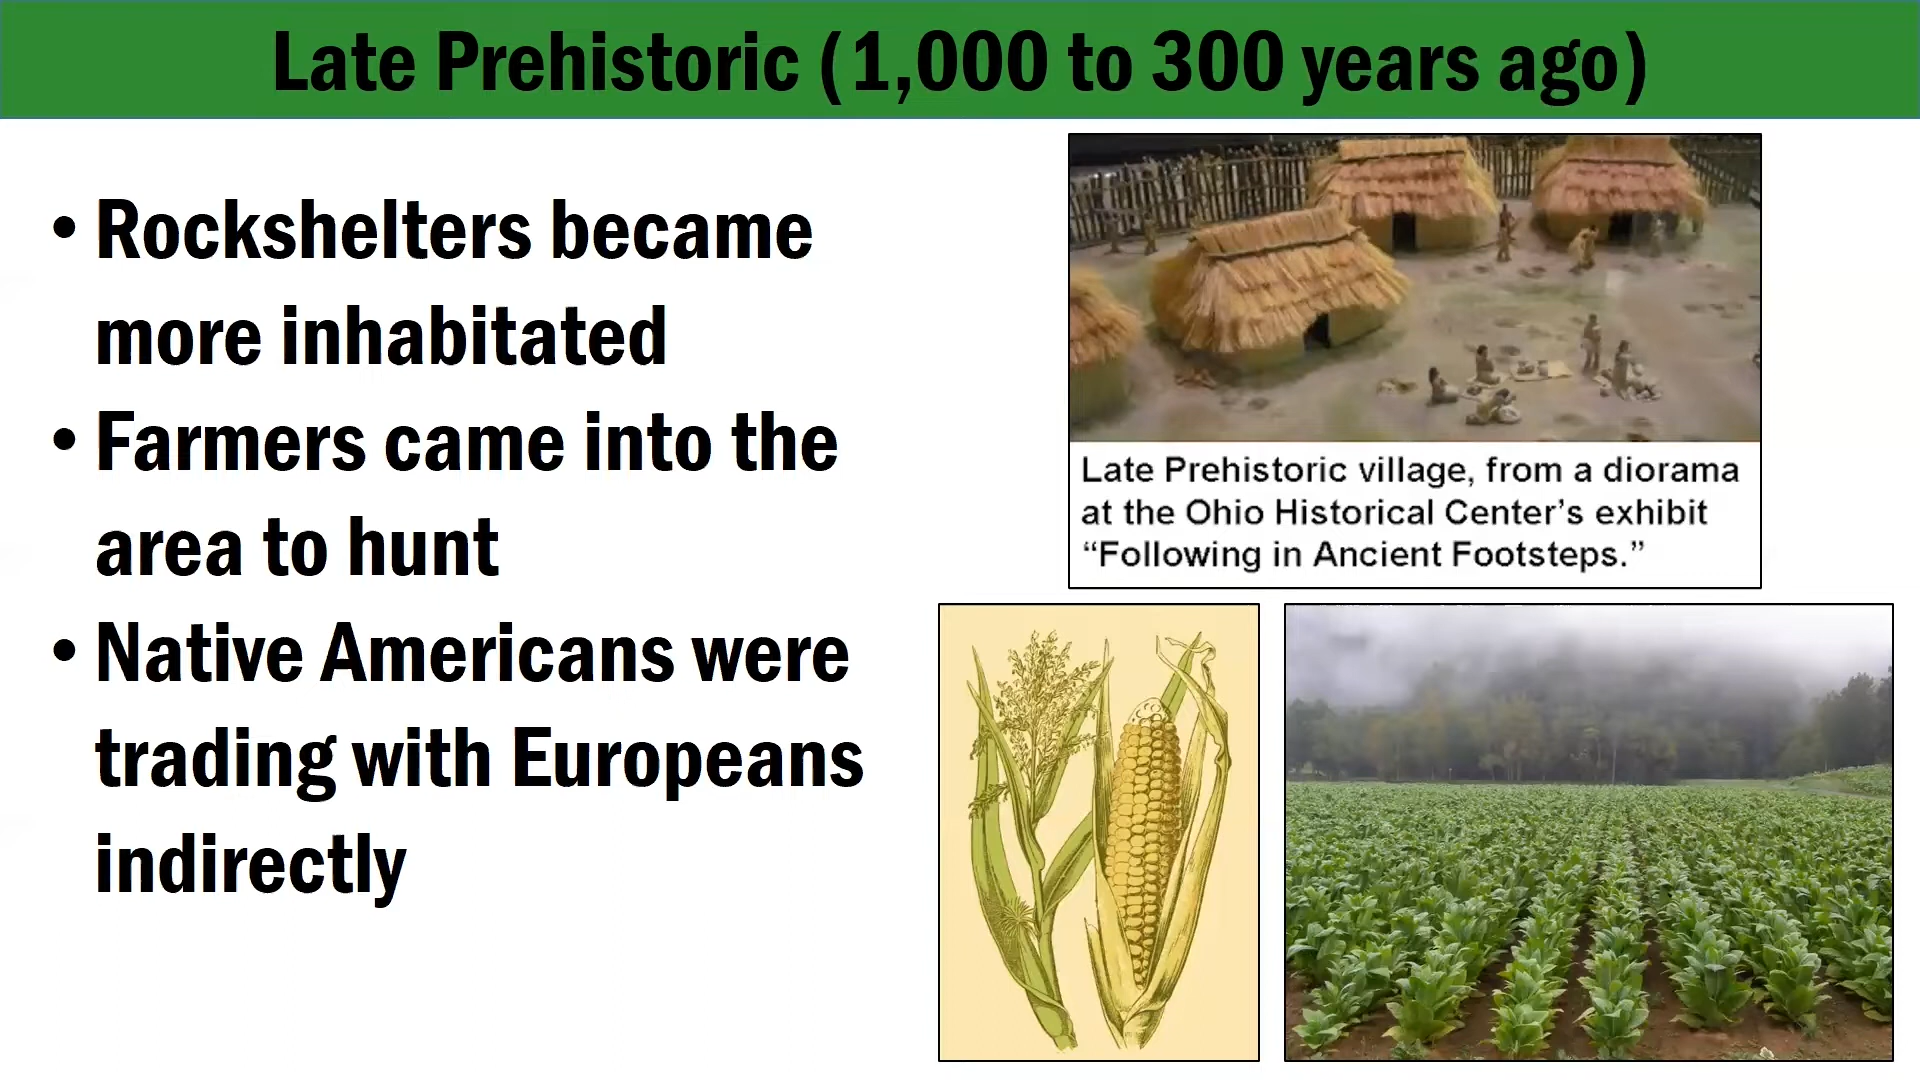 Late Prehistoric (1,000 to 300 years ago)
• Rockshelters became
more inhabitated
• Farmers came into the
area to hunt
• Native Americans were
trading with Europeans
indirectly
Late Prehistoric village, from a diorama
at the Ohio Historical Center’s exhibit
“Following in Ancient Footsteps.”